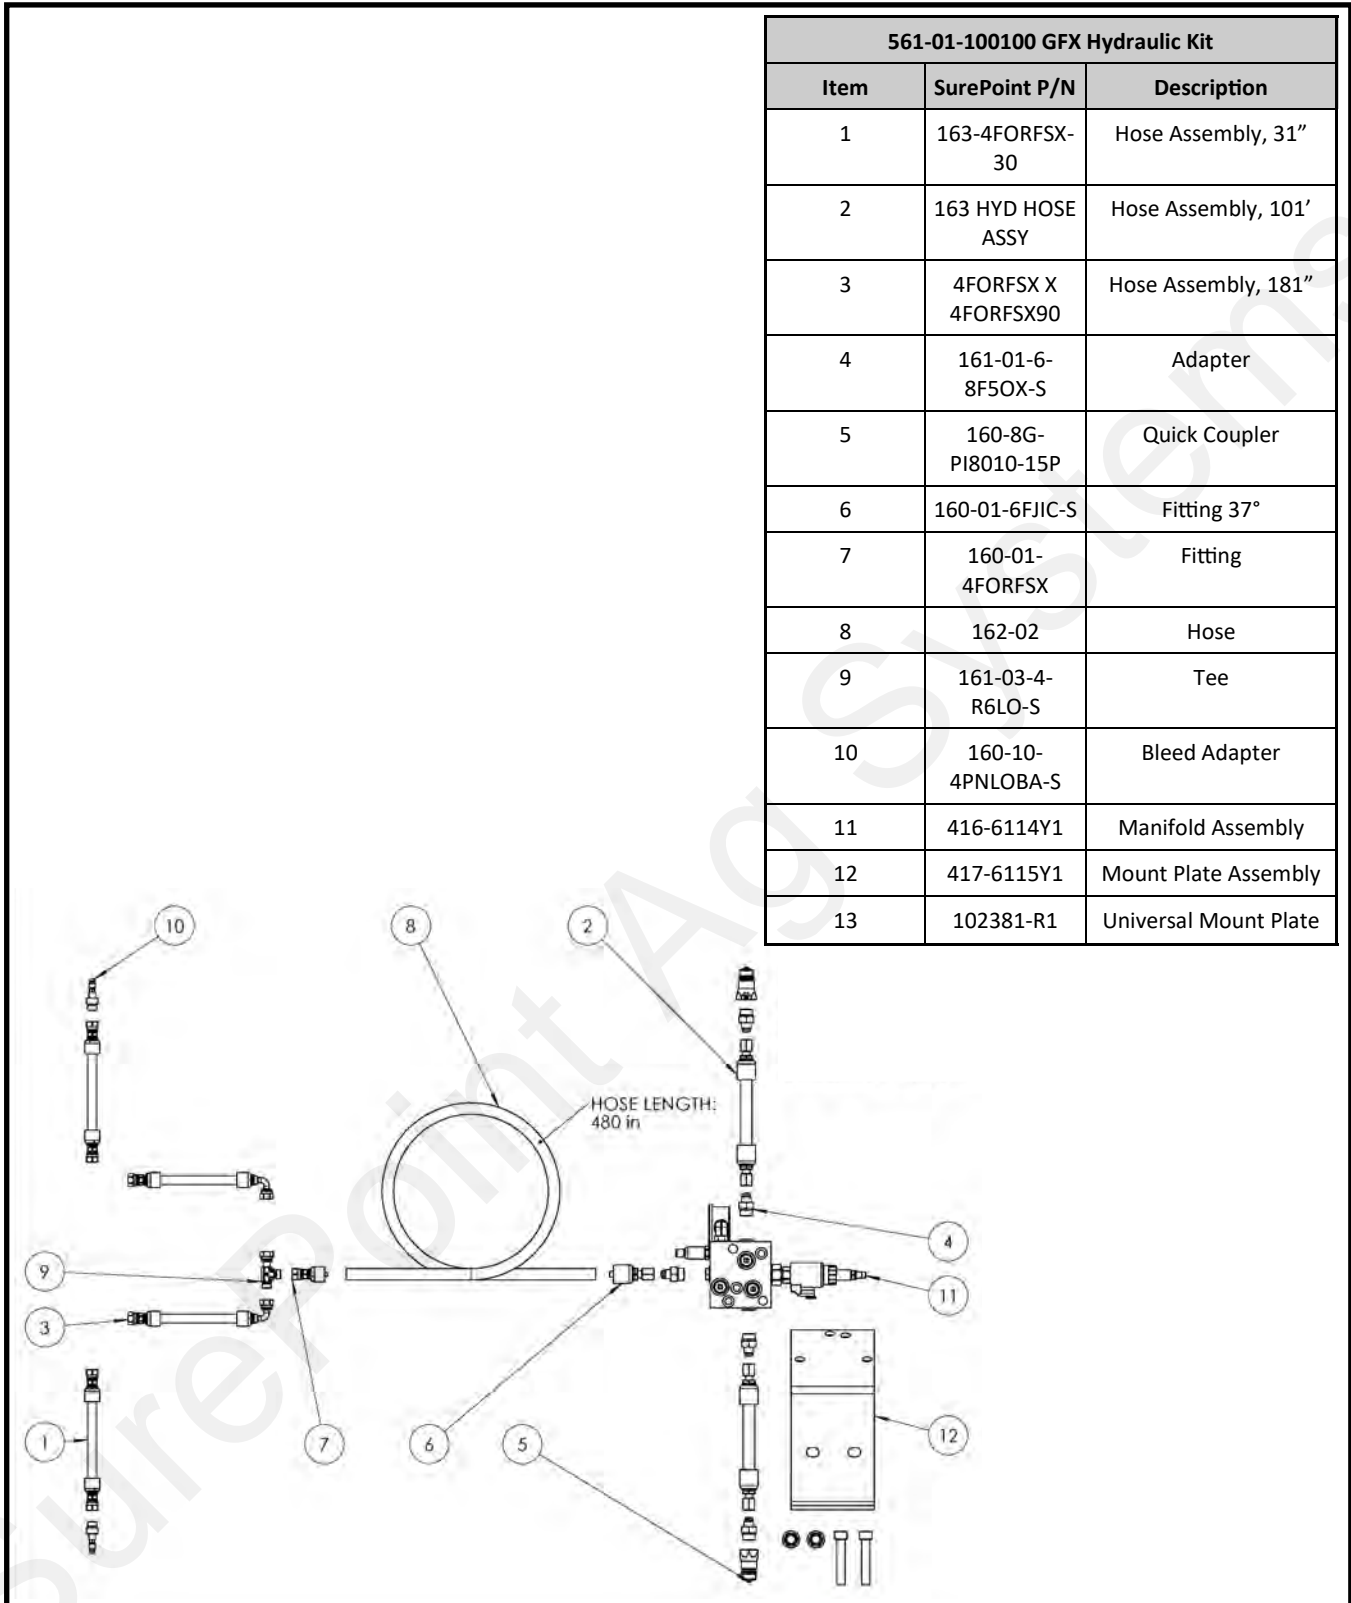 561-01-100100 GFX Hydraulic Kit
Item SurePoint P/N Description
1 163-4FORFSX-30 Hose Assembly, 31”
2 163 HYD HOSE ASSY Hose Assembly, 101’
3 4FORFSX X 4FORFSX90 Hose Assembly, 181”
4 161-01-6-8F5OX-S Adapter
5 160-8G-PI8010-15P Quick Coupler
6 160-01-6FJIC-S Fitting 37°
7 160-01-4FORFSX Fitting
8 162-02 Hose
9 161-03-4-R6LO-S Tee
10 160-10-4PNLOBA-S Bleed Adapter
11 416-6114Y1 Manifold Assembly
12 417-6115Y1 Mount Plate Assembly
13 102381-R1 Universal Mount Plate
10
8
2
HOSE LENGTH:
480 in
4
9
11
3
1
7
6
5
12
SurePoint Ag Systems